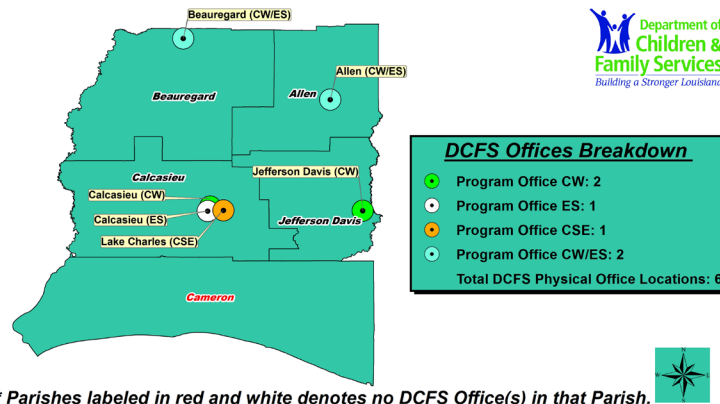 Beauregard (CW/ES)
Department of
Children &
Family Services
Building a Stronger Louisiana
Allen (CW/ES)
Beauregard
Allen
DCFS Offices Breakdown
Calcasieu
Jefferson Davis (CW)
Program Office CW: 2
Calcasieu (CW)
Program Office ES: 1
Calcasieu (ES)
Jefferson Davis
Program Office CSE: 1
Lake Charles (CSE)
Program Office CW/ES: 2
Total DCFS Physical Office Locations: 6
Cameron
N
W
E
S
* Parishes labeled in red and white denotes no DCFS Office(s) in that Parish.